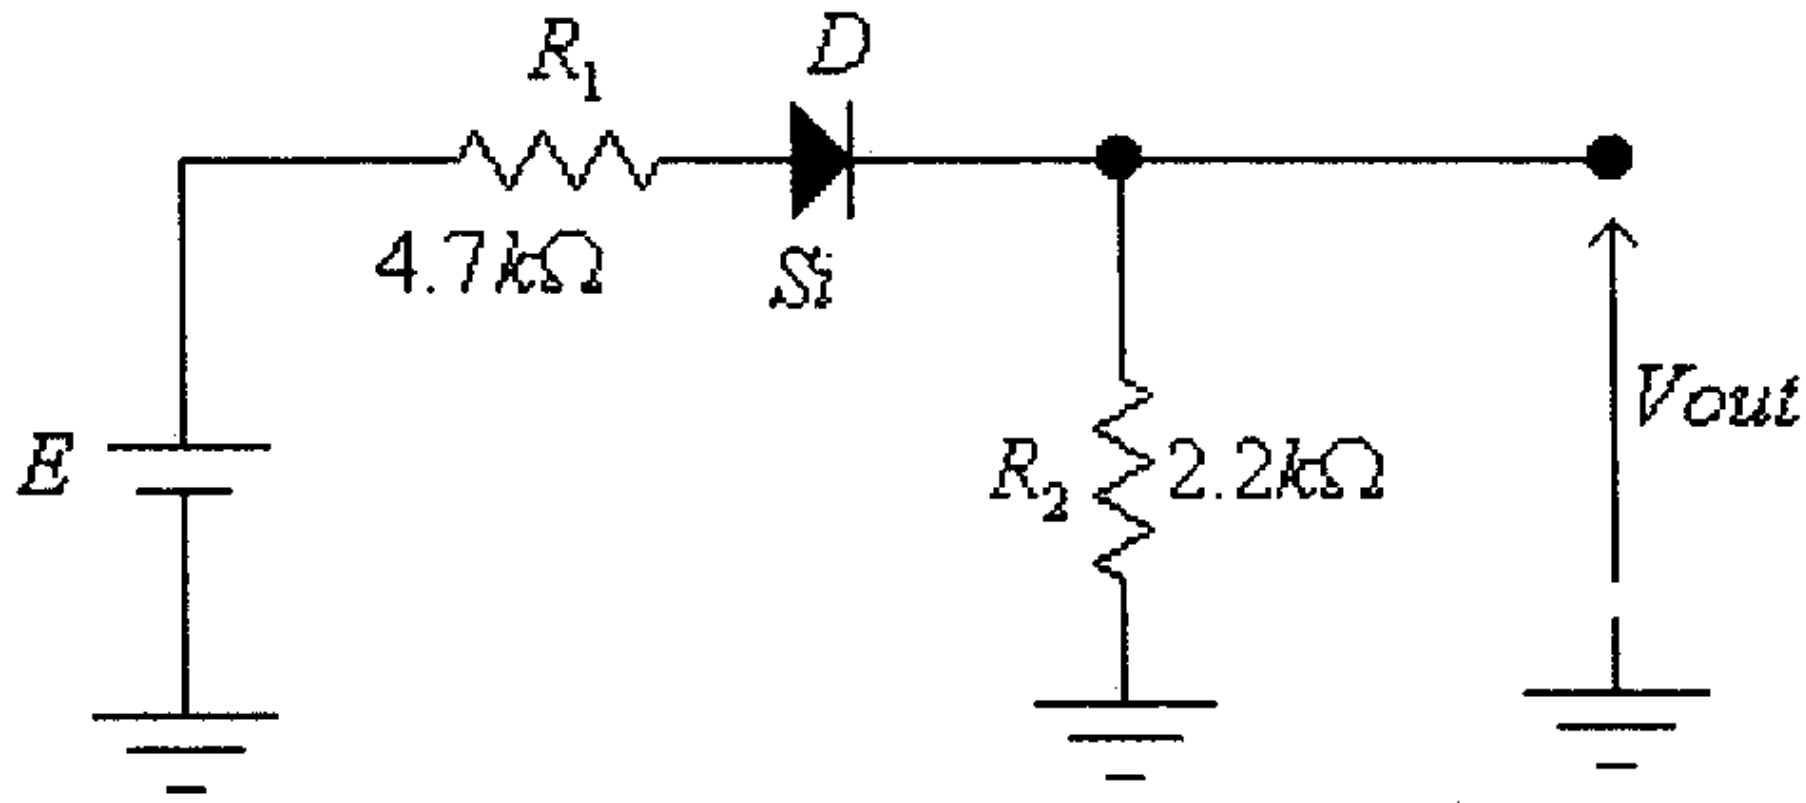 R₁
D
4.7kΩ
Si
E
R₂
2.2kΩ
Vout